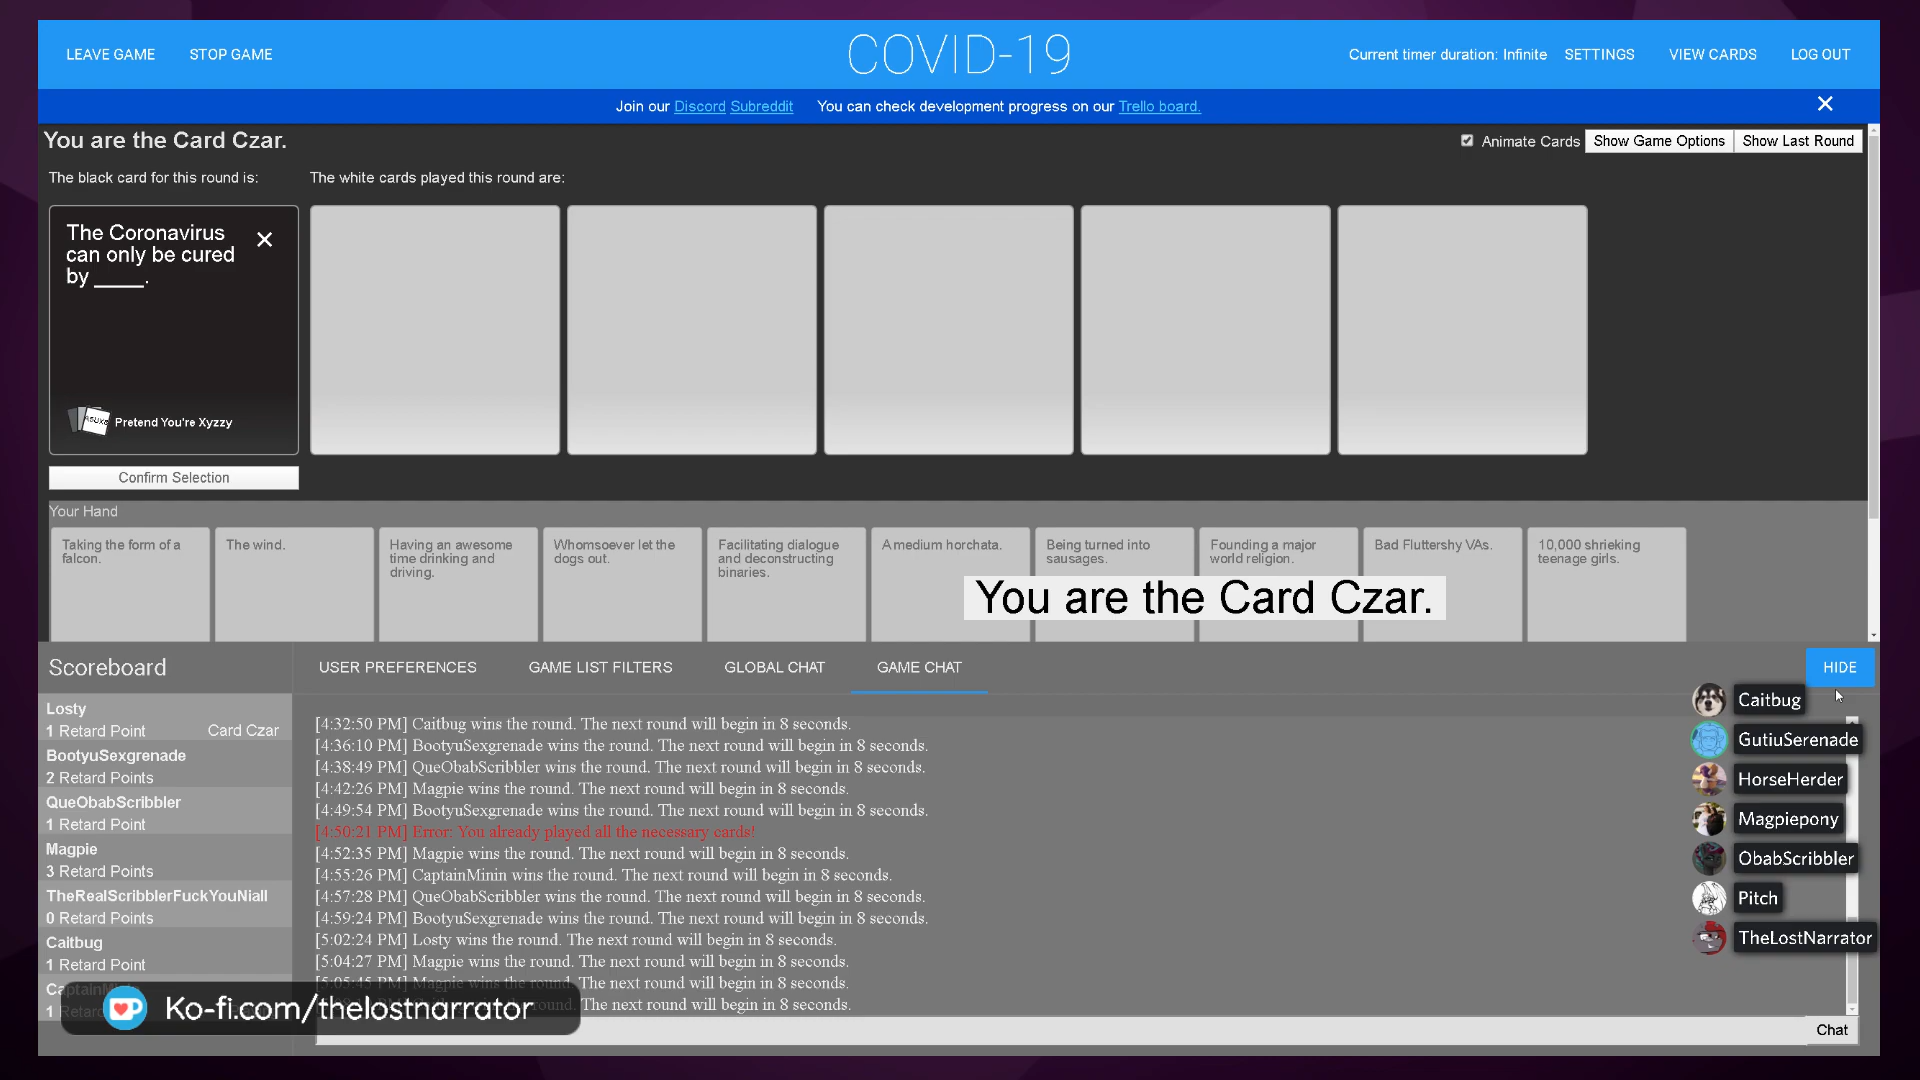 LEAVE GAME STOP GAME COVID-19 Current timer duration: Infinite SETTINGS VIEW CARDS LOG OUT
Join our Discord Subreddit You can check development progress on our Trello board.
You are the Card Czar.
Animate Cards Show Game Options Show Last Round
The black card for this round is: The white cards played this round are:
The Coronavirus
can only be cured
by _____.
Pretend You're Xyzzy
Confirm Selection
Your Hand
Taking the form of a
falcon.
The wind.
Having an awesome
time drinking and
driving.
Whomsoever let the
dogs out.
Facilitating dialogue
and deconstructing
binaries.
A medium horchata.
Being turned into
sausages.
Founding a major
world religion.
Bad Fluttershy VAs.
10,000 shrieking
teenage girls.
You are the Card Czar.
Scoreboard
USER PREFERENCES GAME LIST FILTERS GLOBAL CHAT GAME CHAT HIDE
Losty
1 Retard Point Card Czar
BootyuSexgrenade
2 Retard Points
QueObabScribbler
1 Retard Point
Magpie
3 Retard Points
TheRealScribblerFuckYouNiall
0 Retard Points
Caitbug
1 Retard Point
[4:32:50 PM] Caitbug wins the round. The next round will begin in 8 seconds.
[4:36:10 PM] BootyuSexgrenade wins the round. The next round will begin in 8 seconds.
[4:38:49 PM] QueObabScribbler wins the round. The next round will begin in 8 seconds.
[4:42:26 PM] Magpie wins the round. The next round will begin in 8 seconds.
[4:49:54 PM] BootyuSexgrenade wins the round. The next round will begin in 8 seconds.
[4:50:21 PM] Error: You already played all the necessary cards!
[4:52:35 PM] Magpie wins the round. The next round will begin in 8 seconds.
[4:55:26 PM] CaptainMinin wins the round. The next round will begin in 8 seconds.
[4:57:28 PM] QueObabScribbler wins the round. The next round will begin in 8 seconds.
[4:59:24 PM] BootyuSexgrenade wins the round. The next round will begin in 8 seconds.
[5:02:24 PM] Losty wins the round. The next round will begin in 8 seconds.
[5:04:27 PM] Magpie wins the round. The next round will begin in 8 seconds.
[5:05:45 PM] Magpie wins the round. The next round will begin in 8 seconds.
round. The next round will begin in 8 seconds.
Caitbug
GutiuSerenade
HorseHerder
Magpiepony
ObabScribbler
Pitch
TheLostNarrator
Ko-fi.com/thelostnarrator
Chat